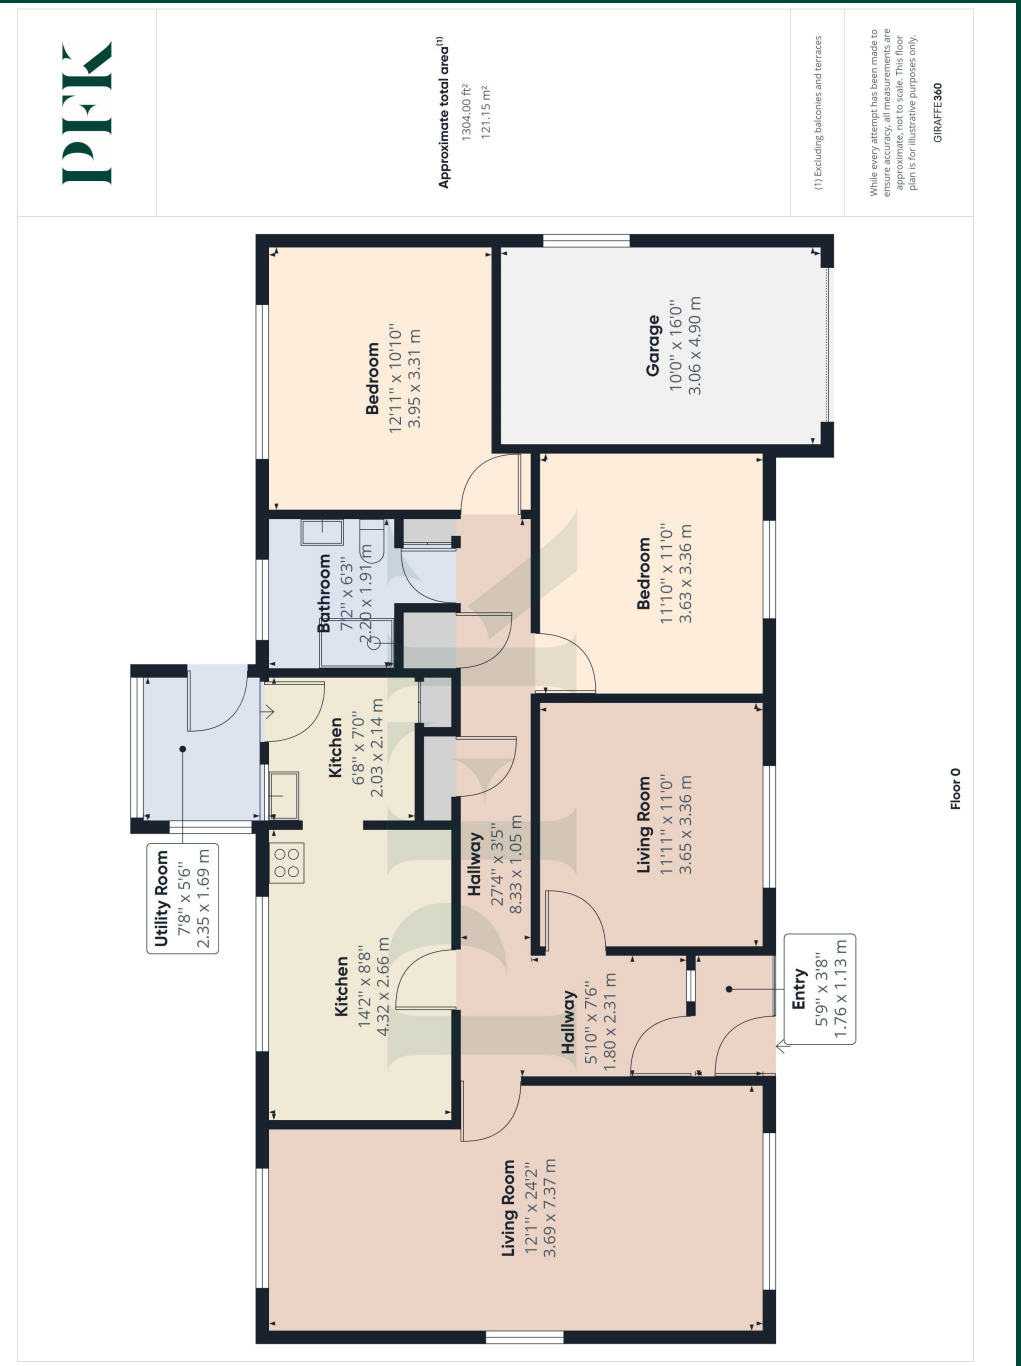 PFK
Approximate total area(1)
1304.00 ft²
121.15 m²
(1) Excluding balconies and terraces
While every attempt has been made to
ensure accuracy, all measurements are
approximate, not to scale. This floor
plan is for illustrative purposes only.
GIRAFFE360
Utility Room
7'8" x 5'6"
2.35 x 1.69 m
Kitchen
14'2" x 8'8"
4.32 x 2.66 m
Kitchen
6'8" x 7'0"
2.03 x 2.14 m
Bathroom
7'2" x 6'3"
2.20 x 1.91 m
Bedroom
12'11" x 10'10"
3.95 x 3.31 m
Living Room
12'1" x 24'2"
3.69 x 7.37 m
Hallway
27'4" x 3'5"
8.33 x 1.05 m
Hallway
5'10" x 7'6"
1.80 x 2.31 m
Living Room
11'11" x 11'0"
3.65 x 3.36 m
Bedroom
11'10" x 11'0"
3.63 x 3.36 m
Garage
10'0" x 16'0"
3.06 x 4.90 m
Entry
5'9" x 3'8"
1.76 x 1.13 m
PFK
Floor 0